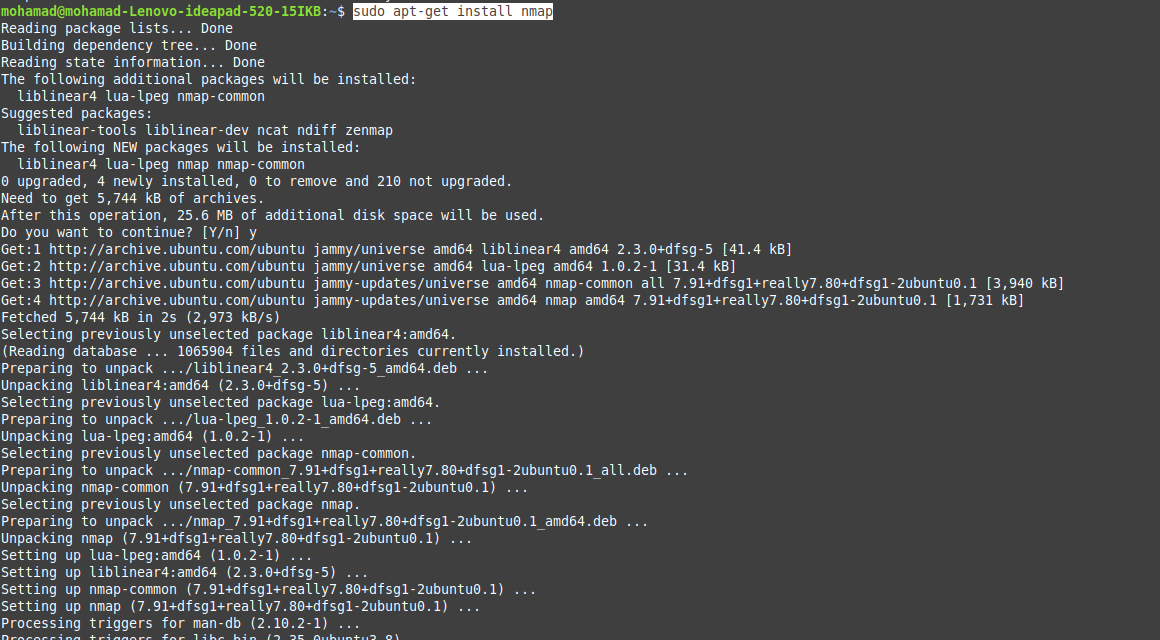 mohamad@mohamad-Lenovo-ideapad-520-15IKB:~$ sudo apt-get install nmap
Reading package lists... Done
Building dependency tree... Done
Reading state information... Done
The following additional packages will be installed:
  liblinear4 lua-lpeg nmap-common
Suggested packages:
  liblinear-tools liblinear-dev ncat ndiff zenmap
The following NEW packages will be installed:
  liblinear4 lua-lpeg nmap nmap-common
0 upgraded, 4 newly installed, 0 to remove and 210 not upgraded.
Need to get 5,744 kB of archives.
After this operation, 25.6 MB of additional disk space will be used.
Do you want to continue? [Y/n] y
Get:1 http://archive.ubuntu.com/ubuntu jammy/universe amd64 liblinear4 amd64 2.3.0+dfsg-5 [41.4 kB]
Get:2 http://archive.ubuntu.com/ubuntu jammy/universe amd64 lua-lpeg amd64 1.0.2-1 [31.4 kB]
Get:3 http://archive.ubuntu.com/ubuntu jammy-updates/universe amd64 nmap-common all 7.91+dfsg1+really7.80+dfsg1-2ubuntu0.1 [3,940 kB]
Get:4 http://archive.ubuntu.com/ubuntu jammy-updates/universe amd64 nmap amd64 7.91+dfsg1+really7.80+dfsg1-2ubuntu0.1 [1,731 kB]
Fetched 5,744 kB in 2s (2,973 kB/s)
Selecting previously unselected package liblinear4:amd64.
(Reading database ... 1065904 files and directories currently installed.)
Preparing to unpack .../liblinear4_2.3.0+dfsg-5_amd64.deb ...
Unpacking liblinear4:amd64 (2.3.0+dfsg-5) ...
Selecting previously unselected package lua-lpeg:amd64.
Preparing to unpack .../lua-lpeg_1.0.2-1_amd64.deb ...
Unpacking lua-lpeg:amd64 (1.0.2-1) ...
Selecting previously unselected package nmap-common.
Preparing to unpack .../nmap-common_7.91+dfsg1+really7.80+dfsg1-2ubuntu0.1_all.deb ...
Unpacking nmap-common (7.91+dfsg1+really7.80+dfsg1-2ubuntu0.1) ...
Selecting previously unselected package nmap.
Preparing to unpack .../nmap_7.91+dfsg1+really7.80+dfsg1-2ubuntu0.1_amd64.deb ...
Unpacking nmap (7.91+dfsg1+really7.80+dfsg1-2ubuntu0.1) ...
Setting up lua-lpeg:amd64 (1.0.2-1) ...
Setting up liblinear4:amd64 (2.3.0+dfsg-5) ...
Setting up nmap-common (7.91+dfsg1+really7.80+dfsg1-2ubuntu0.1) ...
Setting up nmap (7.91+dfsg1+really7.80+dfsg1-2ubuntu0.1) ...
Processing triggers for man-db (2.10.2-1) ...
Processing triggers for libc-bin (2.35-0ubuntu3.8)